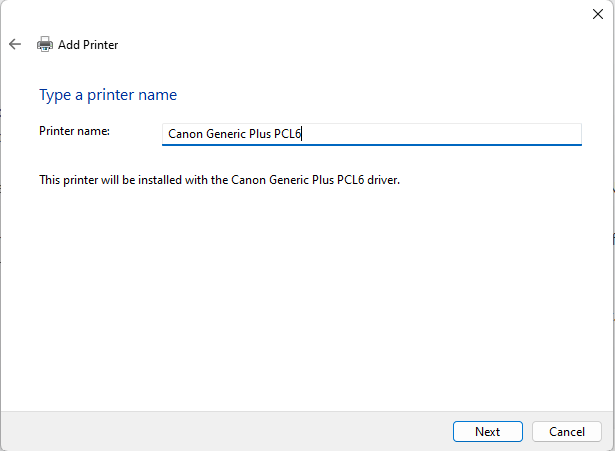 Add Printer
Type a printer name
Printer name: Canon Generic Plus PCL6
This printer will be installed with the Canon Generic Plus PCL6 driver.
Next Cancel